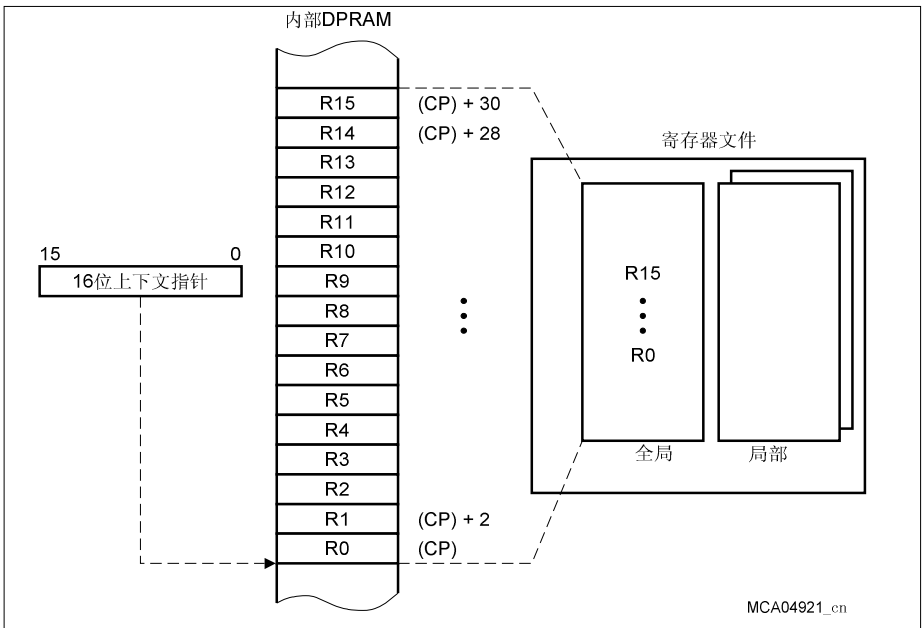 内部DPRAM
R15 (CP) + 30
R14 (CP) + 28
R13
R12
R11
R10
R9
R8
R7
R6
R5
R4
R3
R2
R1 (CP) + 2
R0 (CP)
15 0
16位上下文指针
寄存器文件
R15
R0
全局 局部
MCA04921_cn